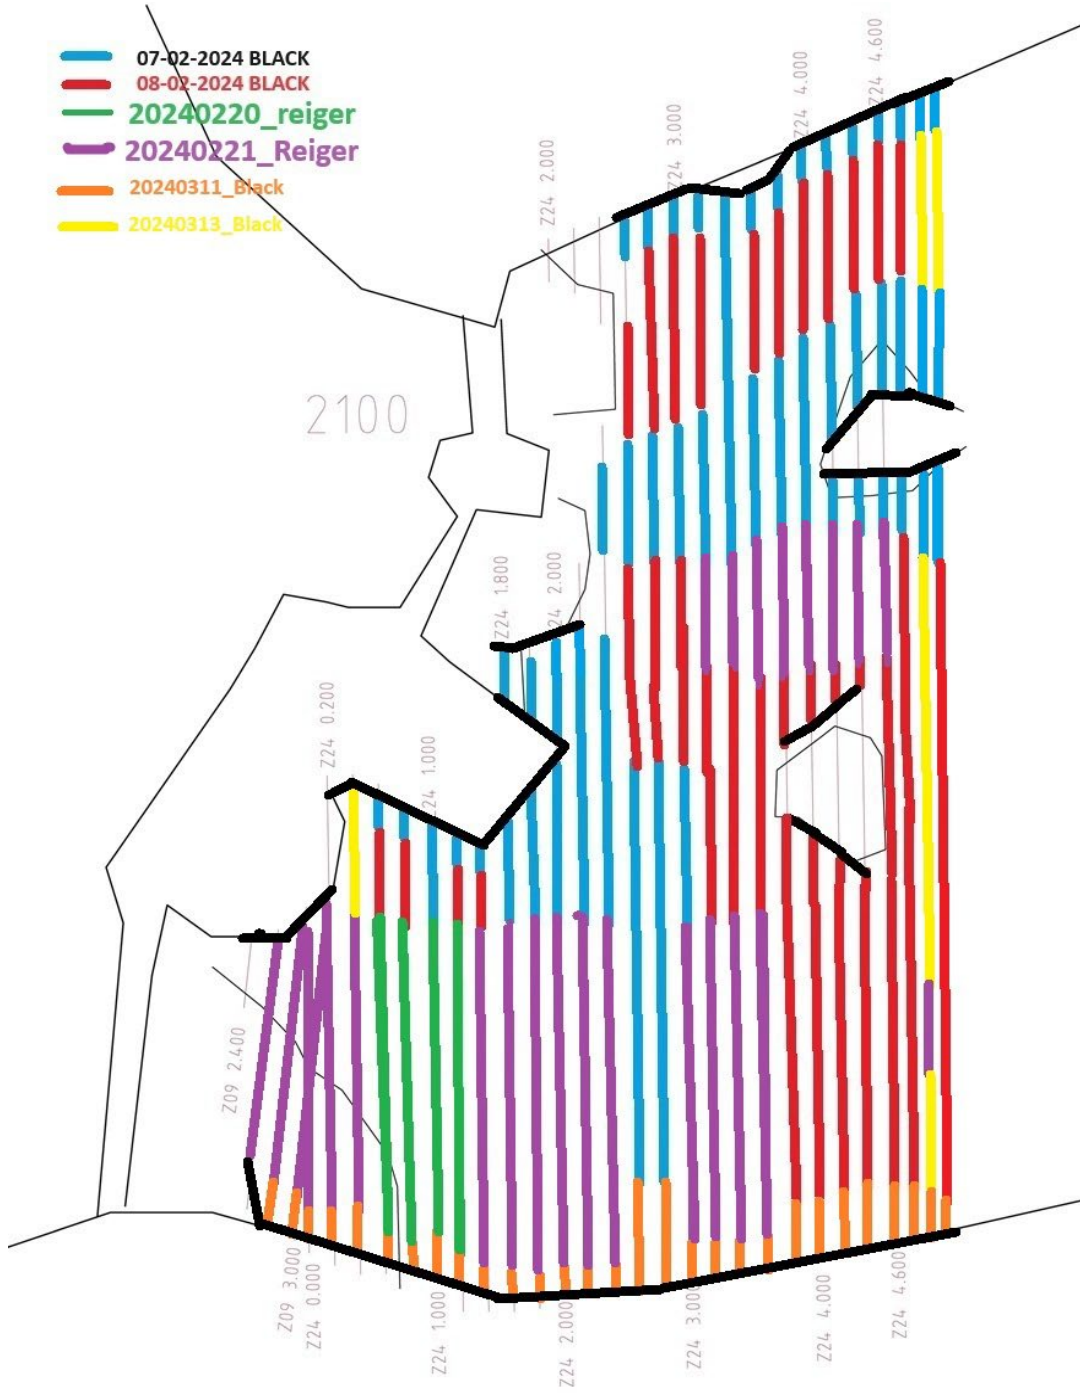 07-02-2024 BLACK
08-02-2024 BLACK
20240220_reiger
20240221_Reiger
20240311_Black
20240313_Black
Z24 4.600
Z24 4.000
Z24 3.000
Z24 2.000
2100
Z24 1.800
24 2.000
Z24 0.200
24 1.000
Z09 2.400
Z09 3.000
Z24 0.000
Z24 1.000
Z24 2.000
Z24 3.000
Z24 4.000
Z24 4.600